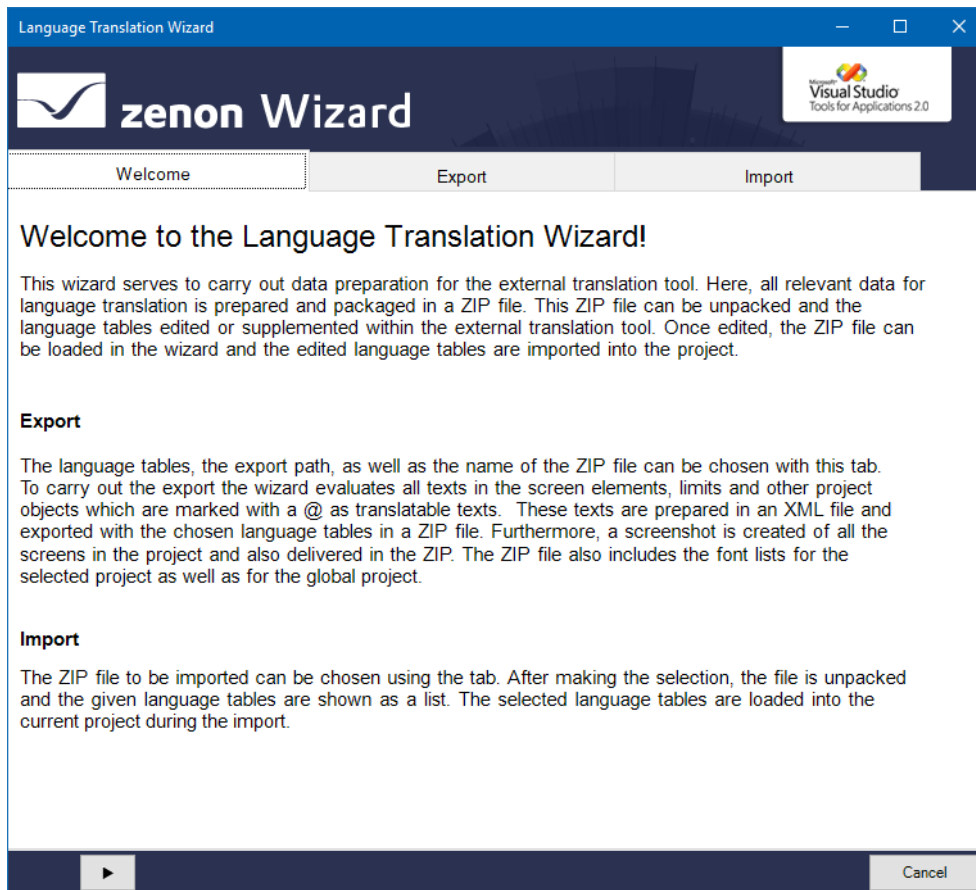 Language Translation Wizard
Microsoft®
Visual Studio®
Tools for Applications 2.0
zenon Wizard
Welcome
Export
Import
Welcome to the Language Translation Wizard!
This wizard serves to carry out data preparation for the external translation tool. Here, all relevant data for
language translation is prepared and packaged in a ZIP file. This ZIP file can be unpacked and the
language tables edited or supplemented within the external translation tool. Once edited, the ZIP file can
be loaded in the wizard and the edited language tables are imported into the project.
Export
The language tables, the export path, as well as the name of the ZIP file can be chosen with this tab.
To carry out the export the wizard evaluates all texts in the screen elements, limits and other project
objects which are marked with a @ as translatable texts.  These texts are prepared in an XML file and
exported with the chosen language tables in a ZIP file. Furthermore, a screenshot is created of all the
screens in the project and also delivered in the ZIP. The ZIP file also includes the font lists for the
selected project as well as for the global project.
Import
The ZIP file to be imported can be chosen using the tab. After making the selection, the file is unpacked
and the given language tables are shown as a list. The selected language tables are loaded into the
current project during the import.
Cancel